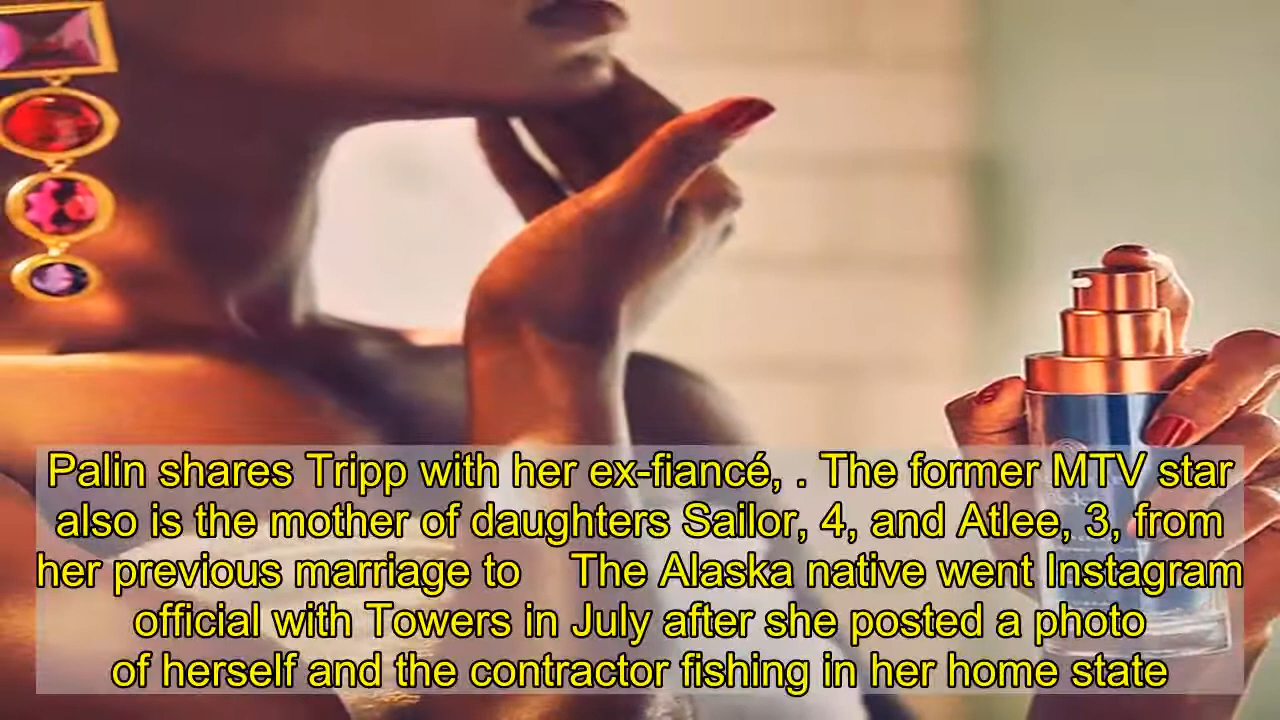 Palin shares Tripp with her ex-fiancé, . The former MTV star
also is the mother of daughters Sailor, 4, and Atlee, 3, from
her previous marriage to    The Alaska native went Instagram
official with Towers in July after she posted a photo
of herself and the contractor fishing in her home state